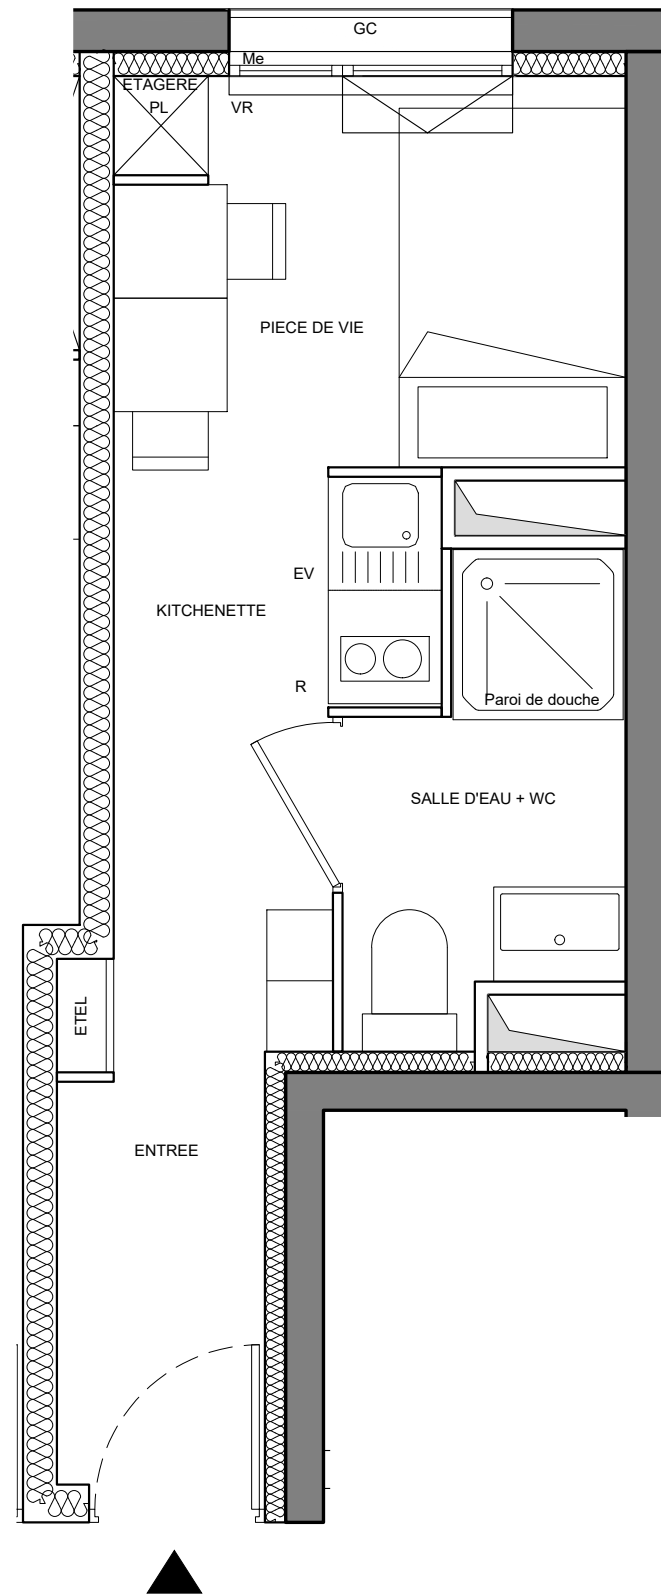 GC
Me
ETAGERE
PL
VR
PIECE DE VIE
EV
KITCHENETTE
R
Paroi de douche
SALLE D'EAU + WC
ETEL
ENTREE